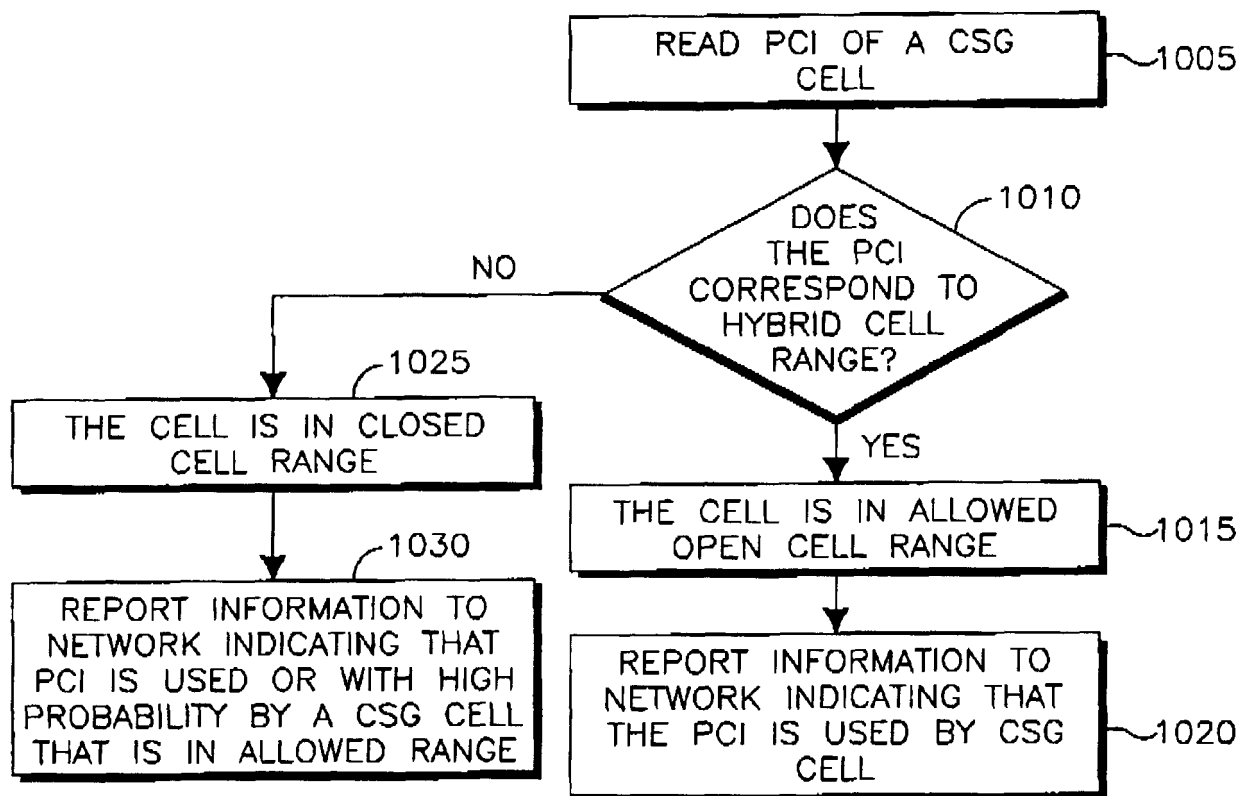 READ PCI OF A CSG
CELL
1005
1010
DOES
THE PCI
CORRESPOND TO
HYBRID CELL
RANGE?
NO
YES
1025
THE CELL IS IN CLOSED
CELL RANGE
THE CELL IS IN ALLOWED
OPEN CELL RANGE
1015
1030
REPORT INFORMATION TO
NETWORK INDICATING THAT
PCI IS USED OR WITH HIGH
PROBABILITY BY A CSG CELL
THAT IS IN ALLOWED RANGE
REPORT INFORMATION TO
NETWORK INDICATING THAT
THE PCI IS USED BY CSG
CELL
1020